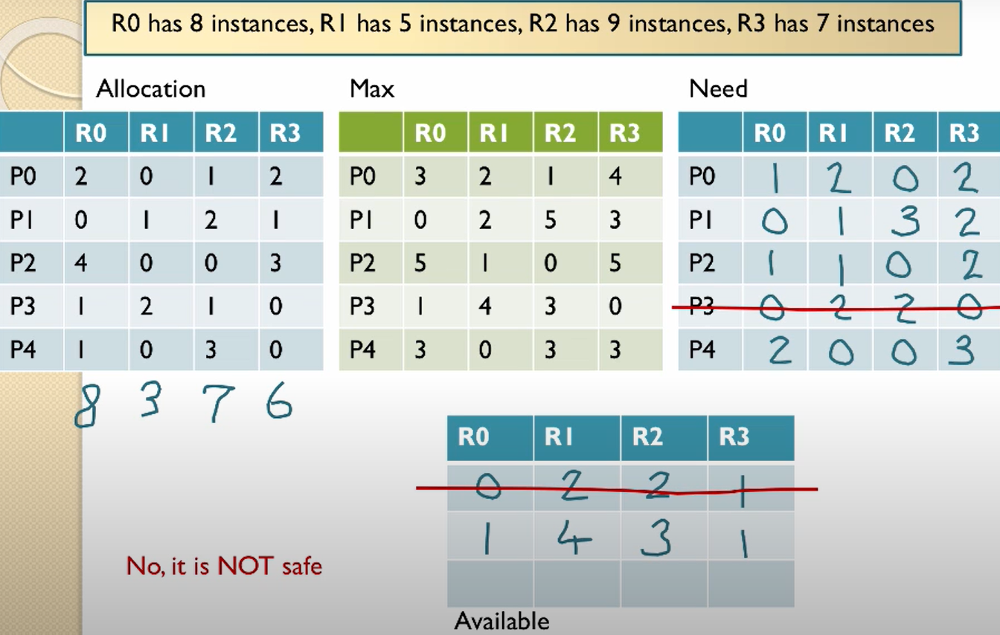 R0 has 8 instances, R1 has 5 instances, R2 has 9 instances, R3 has 7 instances
Allocation Max Need
R0 R1 R2 R3 R0 R1 R2 R3 R0 R1 R2 R3
P0 2 0 1 2 P0 3 2 1 4 P0 1 2 0 2
P1 0 1 2 1 P1 0 2 5 3 P1 0 1 3 2
P2 4 0 0 3 P2 5 1 0 5 P2 1 1 0 2
P3 1 2 1 0 P3 1 4 3 0 P3 0 2 2 0
P4 1 0 3 0 P4 3 0 3 3 P4 2 0 0 3
8 3 7 6
R0 R1 R2 R3
0 2 2 1
1 4 3 1
No, it is NOT safe
Available